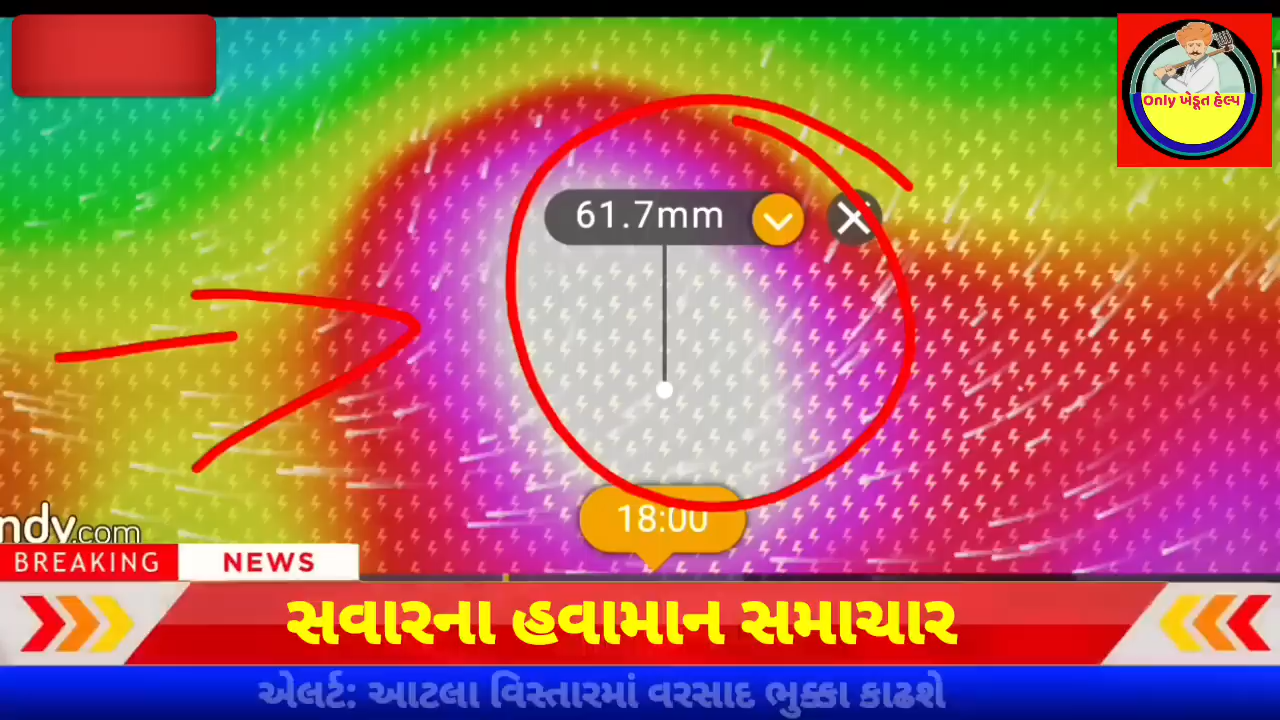 Only ખેડૂત હેલ્પ
61.7mm
18:00
ndy.com
BREAKING NEWS
સવારના હવામાન સમાચાર
એલર્ટ: આટલા વિસ્તારમાં વરસાદ ભુક્કા કાઢશે